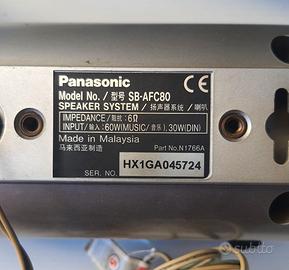 Panasonic
Model No./型号 SB-AFC80
SPEAKER SYSTEM/扬声器系统/喇叭
IMPEDANCE/阻抗:6Ω
INPUT/输入:60W(MUSIC/音乐),30W(DIN)
Made in Malaysia
马来西亚制造
Part No.N1766A
SER. NO.
HX1GA045724
subito